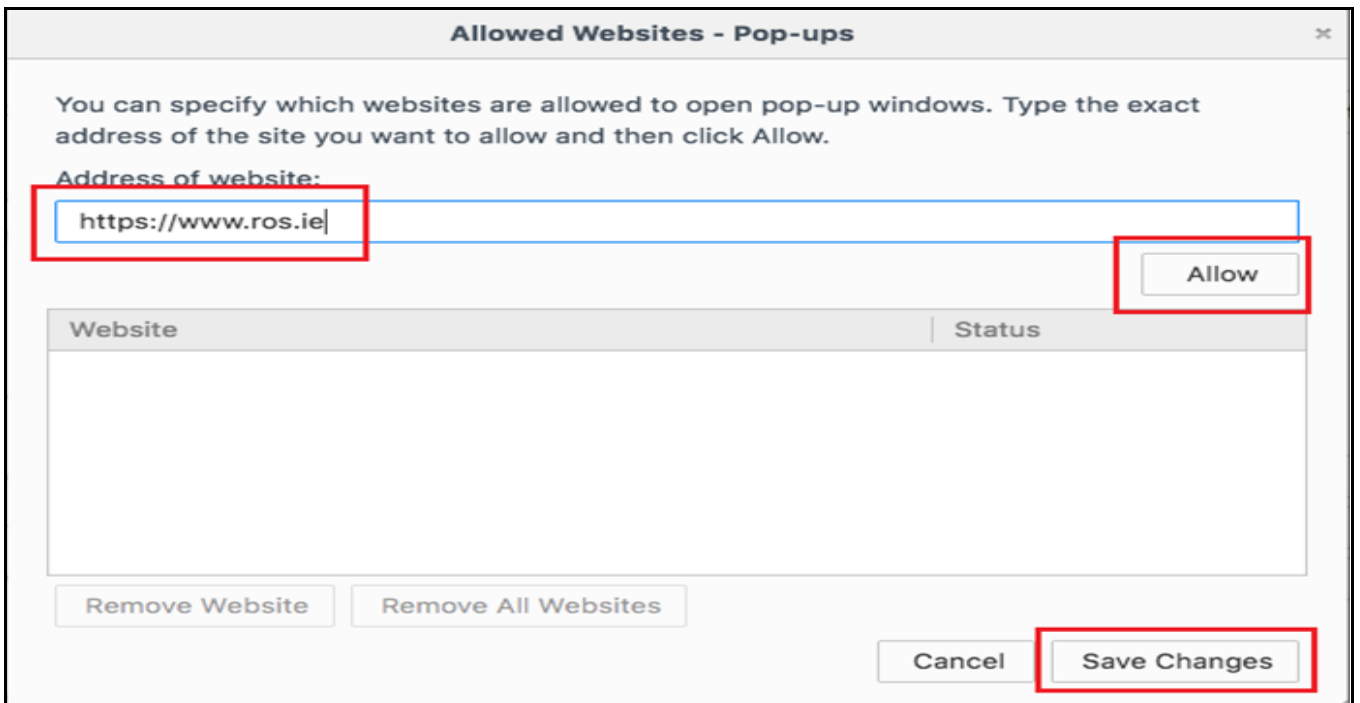 Allowed Websites - Pop-ups
×
You can specify which websites are allowed to open pop-up windows. Type the exact
address of the site you want to allow and then click Allow.
Address of website:
https://www.ros.ie
Allow
Website Status
Remove Website Remove All Websites
Cancel Save Changes